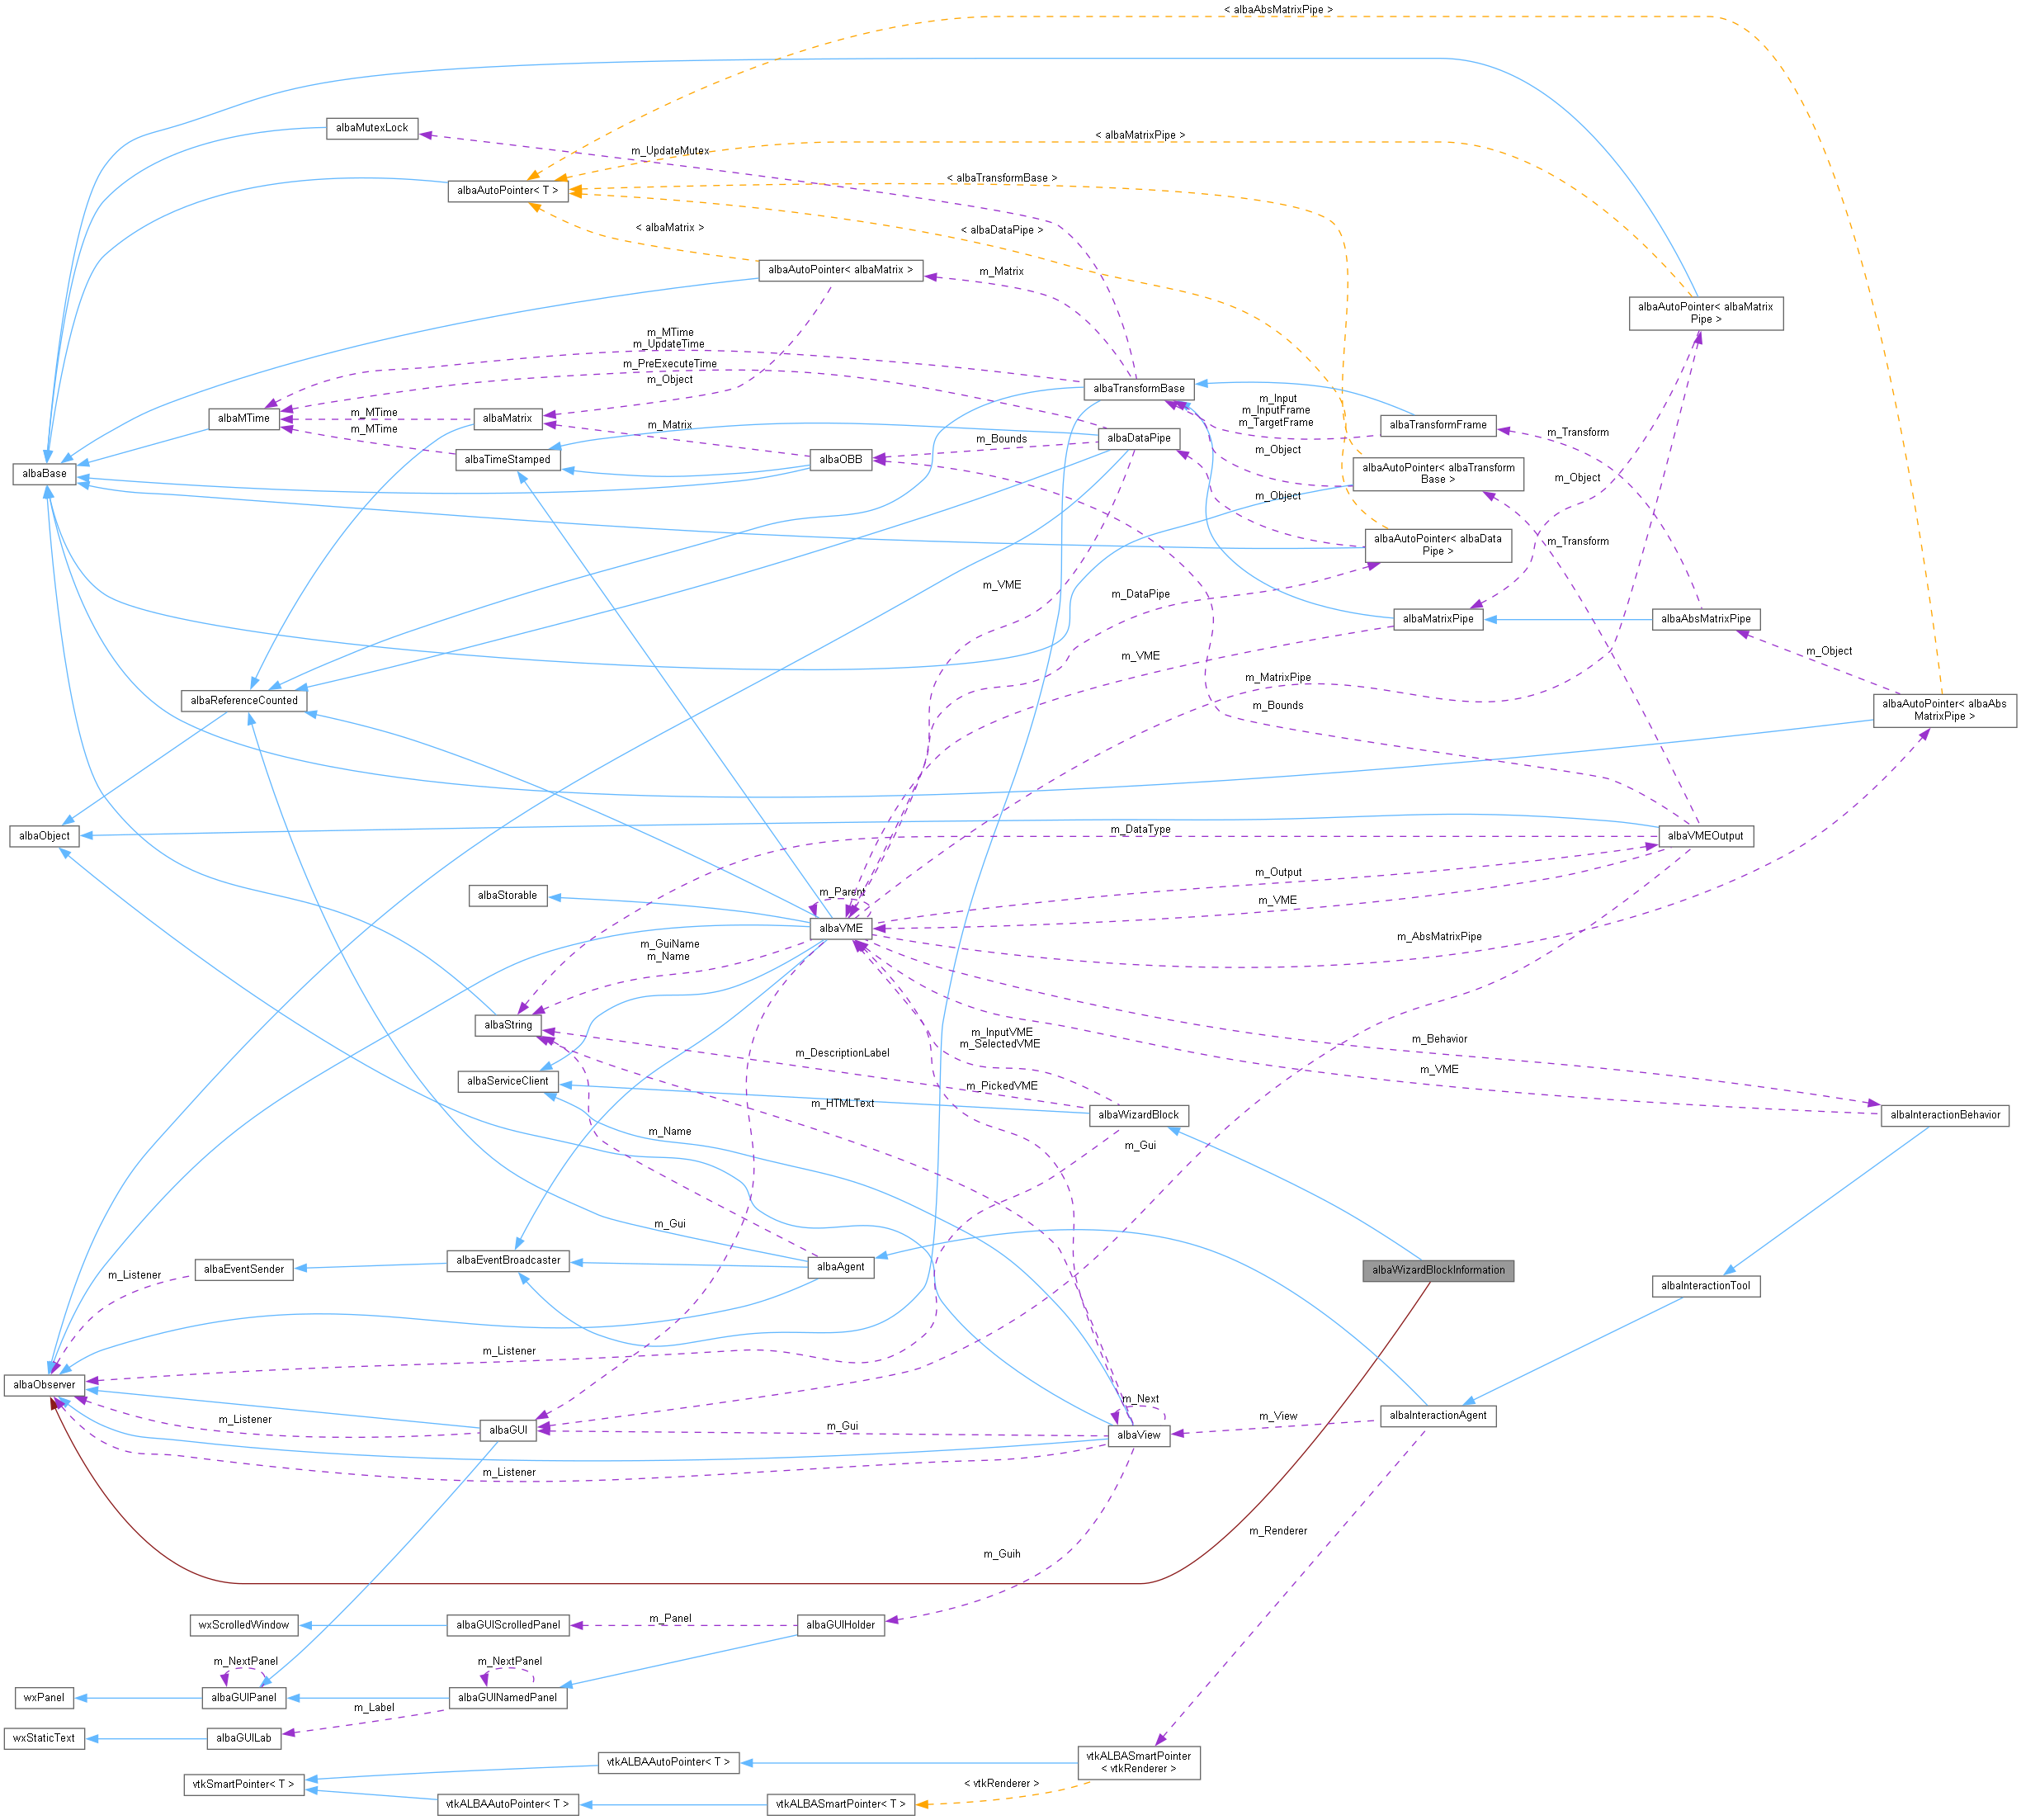 < albaAbsMatrixPipe >
albaMutexLock
< albaMatrixPipe >
m_UpdateMutex
albaAutoPointer< T >
< albaTransformBase >
< albaMatrix >
< albaDataPipe >
albaAutoPointer< albaMatrix >
m_Matrix
albaAutoPointer< albaMatrix
Pipe >
m_MTime
m_UpdateTime
m_PreExecuteTime
m_Object
albaTransformBase
m_Input
m_InputFrame
m_TargetFrame
albaMTime
m_MTime
m_MTime
albaMatrix
m_Matrix
albaTransformFrame
m_Transform
albaDataPipe
m_Bounds
m_Object
albaBase
albaTimeStamped
albaOBB
albaAutoPointer< albaTransform
Base >
m_Object
m_Object
m_Transform
albaAutoPointer< albaData
Pipe >
m_VME
m_DataPipe
albaMatrixPipe
albaAbsMatrixPipe
m_VME
m_Object
m_MatrixPipe
albaReferenceCounted
m_Bounds
albaAutoPointer< albaAbs
MatrixPipe >
albaObject
m_DataType
albaVMEOutput
m_Output
albaStorable
m_Parent
m_VME
albaVME
m_AbsMatrixPipe
m_GuiName
m_Name
albaString
m_InputVME
m_SelectedVME
m_Behavior
m_DescriptionLabel
m_VME
albaServiceClient
m_PickedVME
m_HTMLText
albaWizardBlock
albaInteractionBehavior
m_Name
m_Gui
m_Gui
albaEventBroadcaster
albaEventSender
albaAgent
albaWizardBlockInformation
m_Listener
albaInteractionTool
m_Listener
albaObserver
m_Next
m_Listener
albaGUI
m_Gui
albaView
m_View
albaInteractionAgent
m_Listener
m_Renderer
m_Guih
wxScrolledWindow
albaGUIScrolledPanel
m_Panel
albaGUIHolder
m_NextPanel
m_NextPanel
wxPanel
albaGUIPanel
albaGUINamedPanel
m_Label
wxStaticText
albaGUILab
vtkALBAAutoPointer< T >
vtkALBASmartPointer
< vtkRenderer >
vtkSmartPointer< T >
< vtkRenderer >
vtkALBAAutoPointer< T >
vtkALBASmartPointer< T >